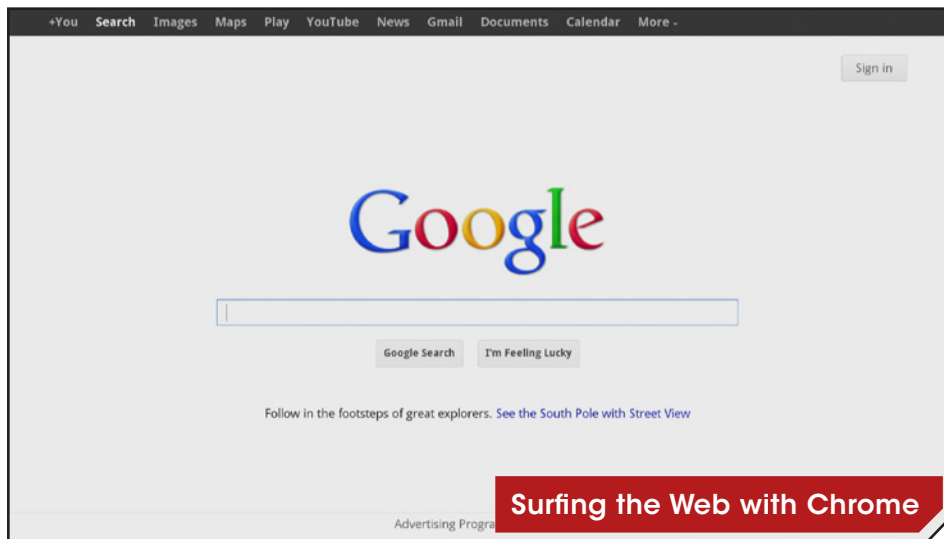 +You Search Images Maps Play YouTube News Gmail Documents Calendar More -
Sign in
Google
Google Search I'm Feeling Lucky
Follow in the footsteps of great explorers. See the South Pole with Street View
Surfing the Web with Chrome
Advertising